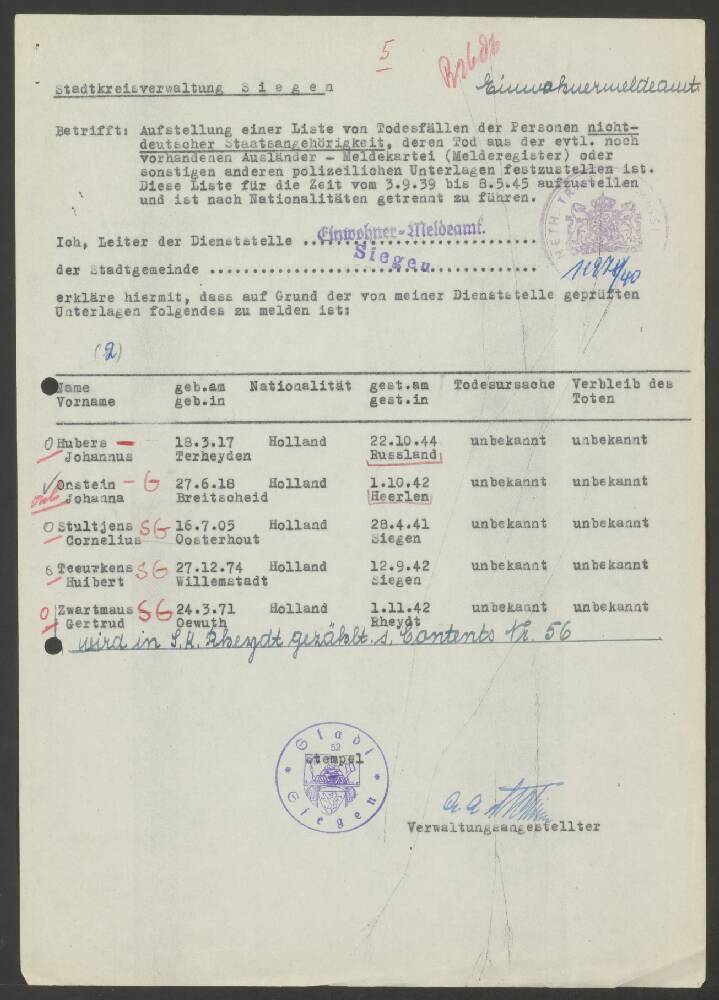 5
Stadtkreisverwaltung S i e g e n
Einwohnermeldeamt
Betrifft: Aufstellung einer Liste von Todesfällen der Personen nicht-
deutscher Staatsangehörigkeit, deren Tod aus der evtl. noch
vorhandenen Ausländer - Meldekartei (Melderegister) oder
sonstigen anderen polizeilichen Unterlagen festzustellen ist.
Diese Liste für die Zeit vom 3.9.39 bis 8.5.45 aufzustellen
und ist nach Nationalitäten getrennt zu führen.
Ich, Leiter der Dienststelle Einwohner-Meldeamt.
der Stadtgemeinde Siegen
erkläre hiermit, dass auf Grund der von meiner Dienststelle geprüften
Unterlagen folgendes zu melden ist:
(2)
Name geb.am Nationalität gest.am Todesursache Verbleib des
Vorname geb.in gest.in Toten
O Hubers — 18.3.17 Holland 22.10.44 unbekannt unbekannt
Johannus Terheyden Russland
Onstein - G 27.6.18 Holland 1.10.42 unbekannt unbekannt
Johanna Breitscheid Heerlen
O Stultjens SG 16.7.05 Holland 28.4.41 unbekannt unbekannt
Cornelius Oosterhout Siegen
Teeuwkens SG 27.12.74 Holland 12.9.42 unbekannt unbekannt
Huibert Willemstadt Siegen
O Zwartmaus SG 24.3.71 Holland 1.11.42 unbekannt unbekannt
Gertrud Oewuth Rheydt
wird in S.K. Rheydt gezählt s. Contents Nr. 56
Stadt
52
Stempel
Siegen
Verwaltungsangestellter